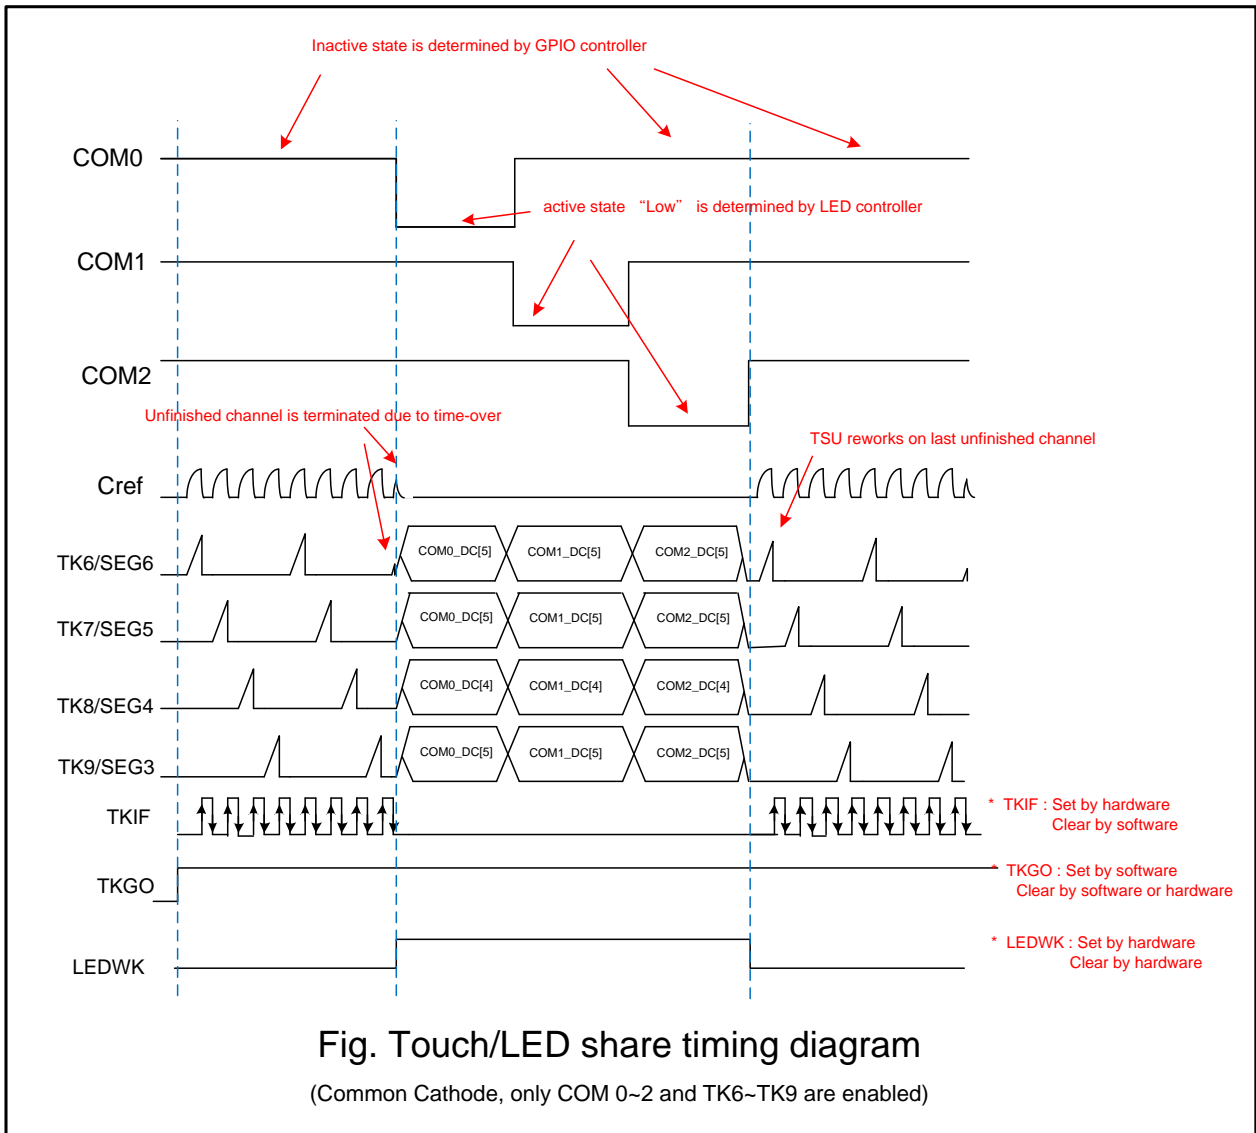 Inactive state is determined by GPIO controller
COM0
active state “Low” is determined by LED controller
COM1
COM2
Unfinished channel is terminated due to time-over
TSU reworks on last unfinished channel
Cref
TK6/SEG6
COM0_DC[5]
COM1_DC[5]
COM2_DC[5]
TK7/SEG5
COM0_DC[5]
COM1_DC[5]
COM2_DC[5]
TK8/SEG4
COM0_DC[4]
COM1_DC[4]
COM2_DC[4]
TK9/SEG3
COM0_DC[5]
COM1_DC[5]
COM2_DC[5]
TKIF
* TKIF : Set by hardware
Clear by software
TKGO
* TKGO : Set by software
Clear by software or hardware
LEDWK
* LEDWK : Set by hardware
Clear by hardware
Fig. Touch/LED share timing diagram
(Common Cathode, only COM 0~2 and TK6~TK9 are enabled)